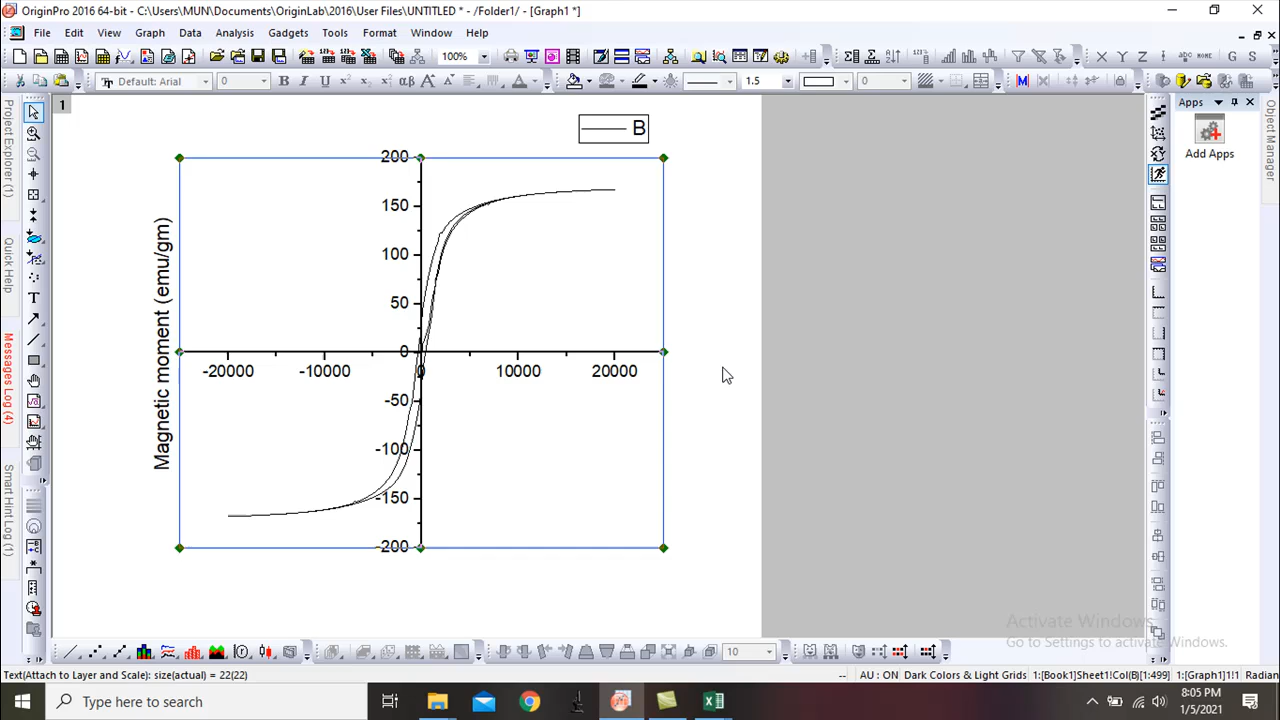 OriginPro 2016 64-bit - C:\Users\MUN\Documents\OriginLab\2016\User Files\UNTITLED * - /Folder1/ - [Graph1 *]
File Edit View Graph Data Analysis Gadgets Tools Format Window Help
100%
Default: Arial 0 B I U αβ A A 1.5 0
Project Explorer (1)
Quick Help
Messages Log (4)
Smart Hint Log (1)
1
B
Magnetic moment (emu/gm)
200
150
100
50
0
-20000 -10000 0 10000 20000
-50
-100
-150
-200
Apps
Add Apps
Object Manager
Activate Windows
Go to Settings to activate Windows.
10
Text(Attach to Layer and Scale): size(actual) = 22(22) -- AU : ON Dark Colors & Light Grids 1:[Book1]Sheet1!Col(B)[1:499] 1:[Graph1]1!1 Radian
Type here to search
8:05 PM
1/5/2021